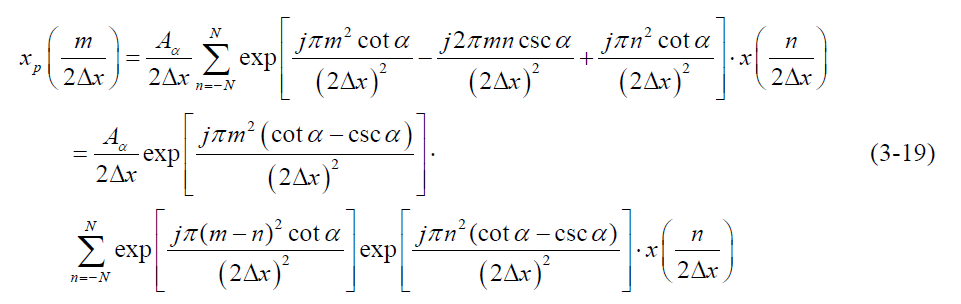 x_p(m/2Δx) = A_α/2Δx ∑_{n=-N}^{N} exp[jπm² cot α/(2Δx)² − j2πmn csc α/(2Δx)² + jπn² cot α/(2Δx)²] · x(n/2Δx)
= A_α/2Δx exp[jπm² (cot α − csc α)/(2Δx)²] · (3-19)
∑_{n=-N}^{N} exp[jπ(m − n)² cot α/(2Δx)²] exp[jπn² (cot α − csc α)/(2Δx)²] · x(n/2Δx)